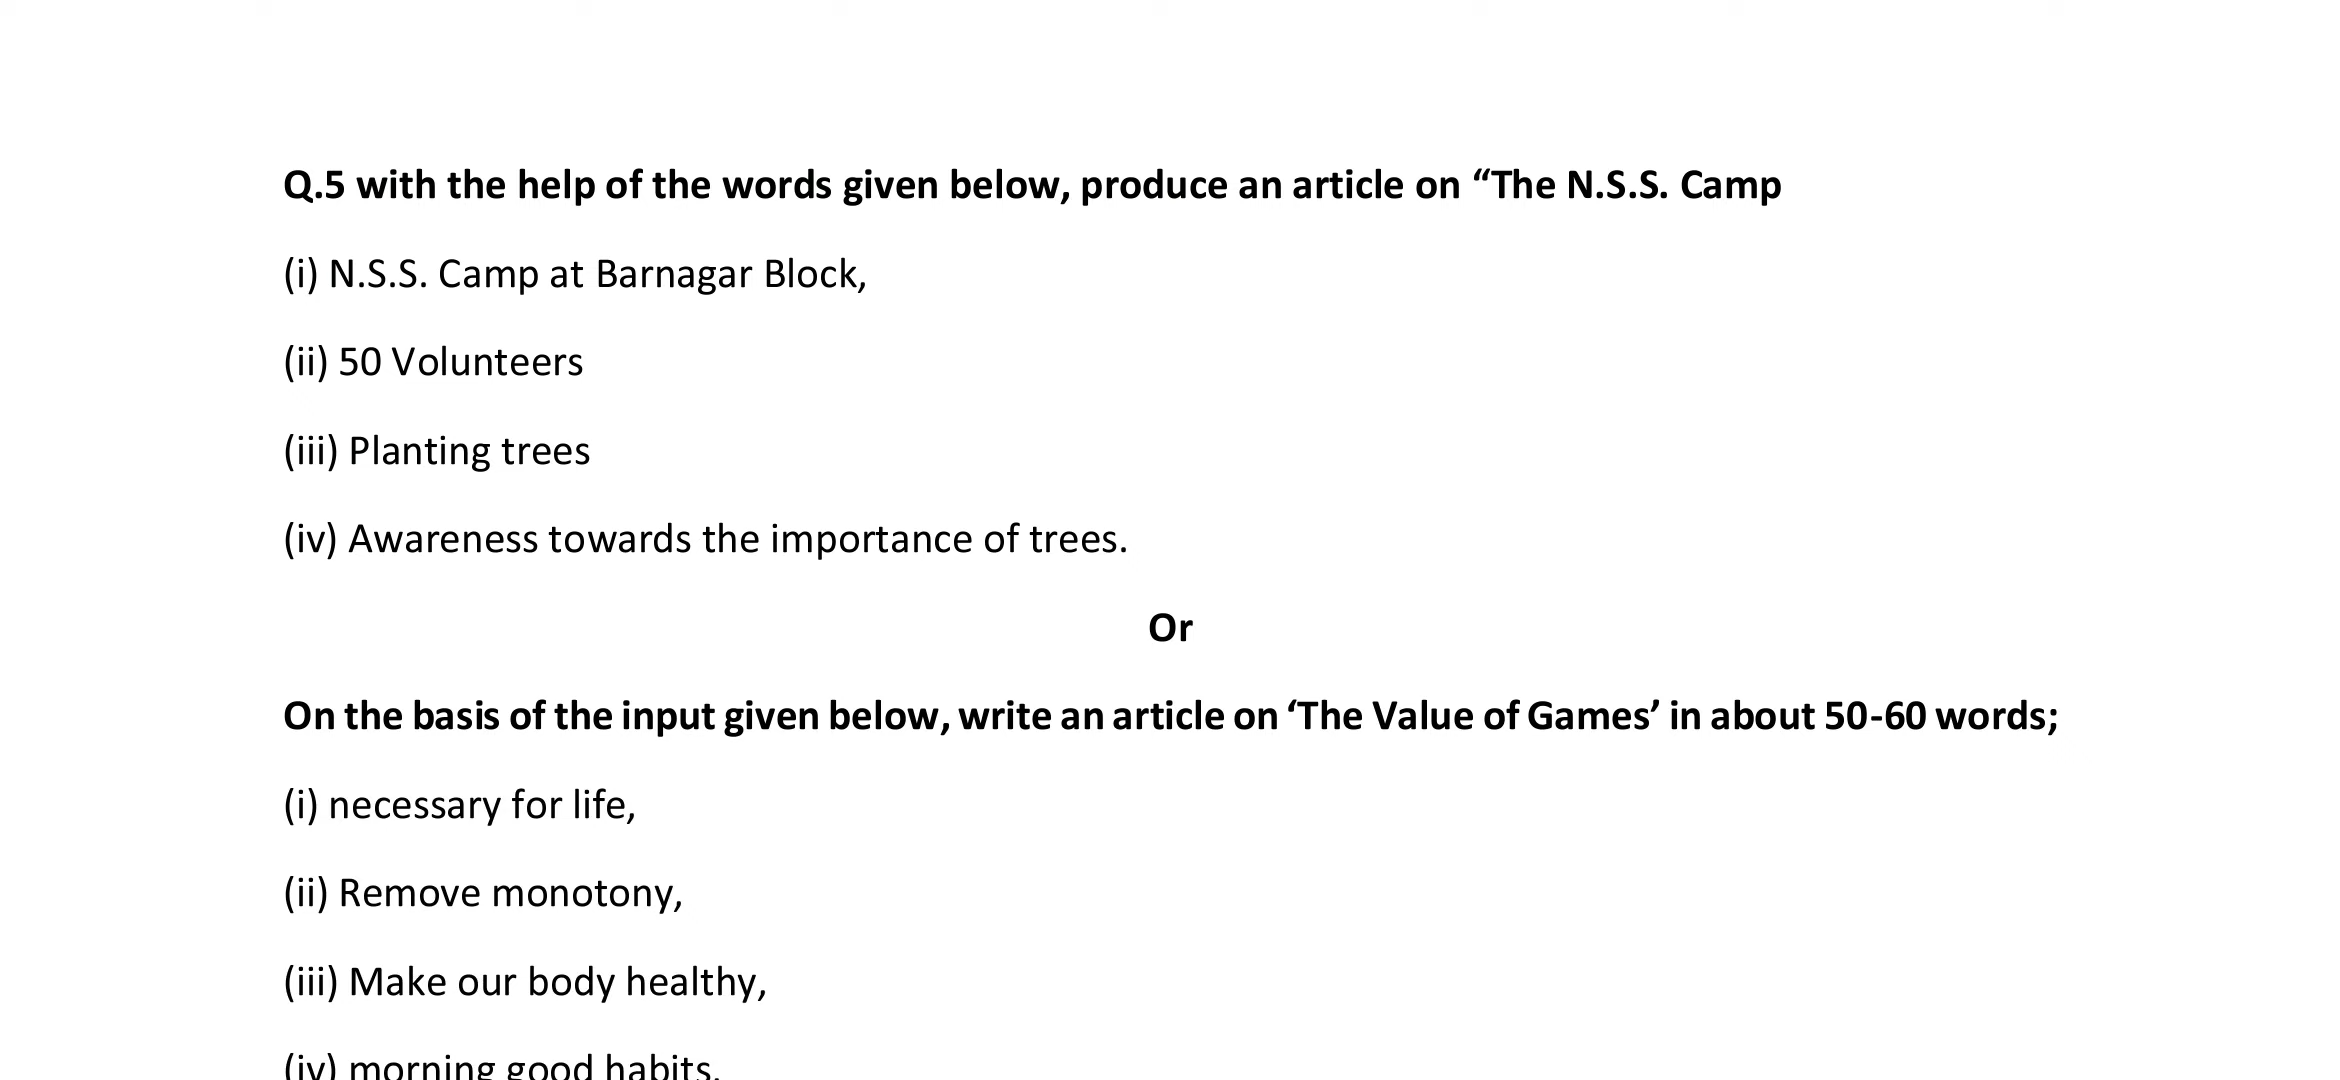 Q.5 with the help of the words given below, produce an article on “The N.S.S. Camp
(i) N.S.S. Camp at Barnagar Block,
(ii) 50 Volunteers
(iii) Planting trees
(iv) Awareness towards the importance of trees.
Or
On the basis of the input given below, write an article on ‘The Value of Games’ in about 50-60 words;
(i) necessary for life,
(ii) Remove monotony,
(iii) Make our body healthy,
(iv) morning good habits.